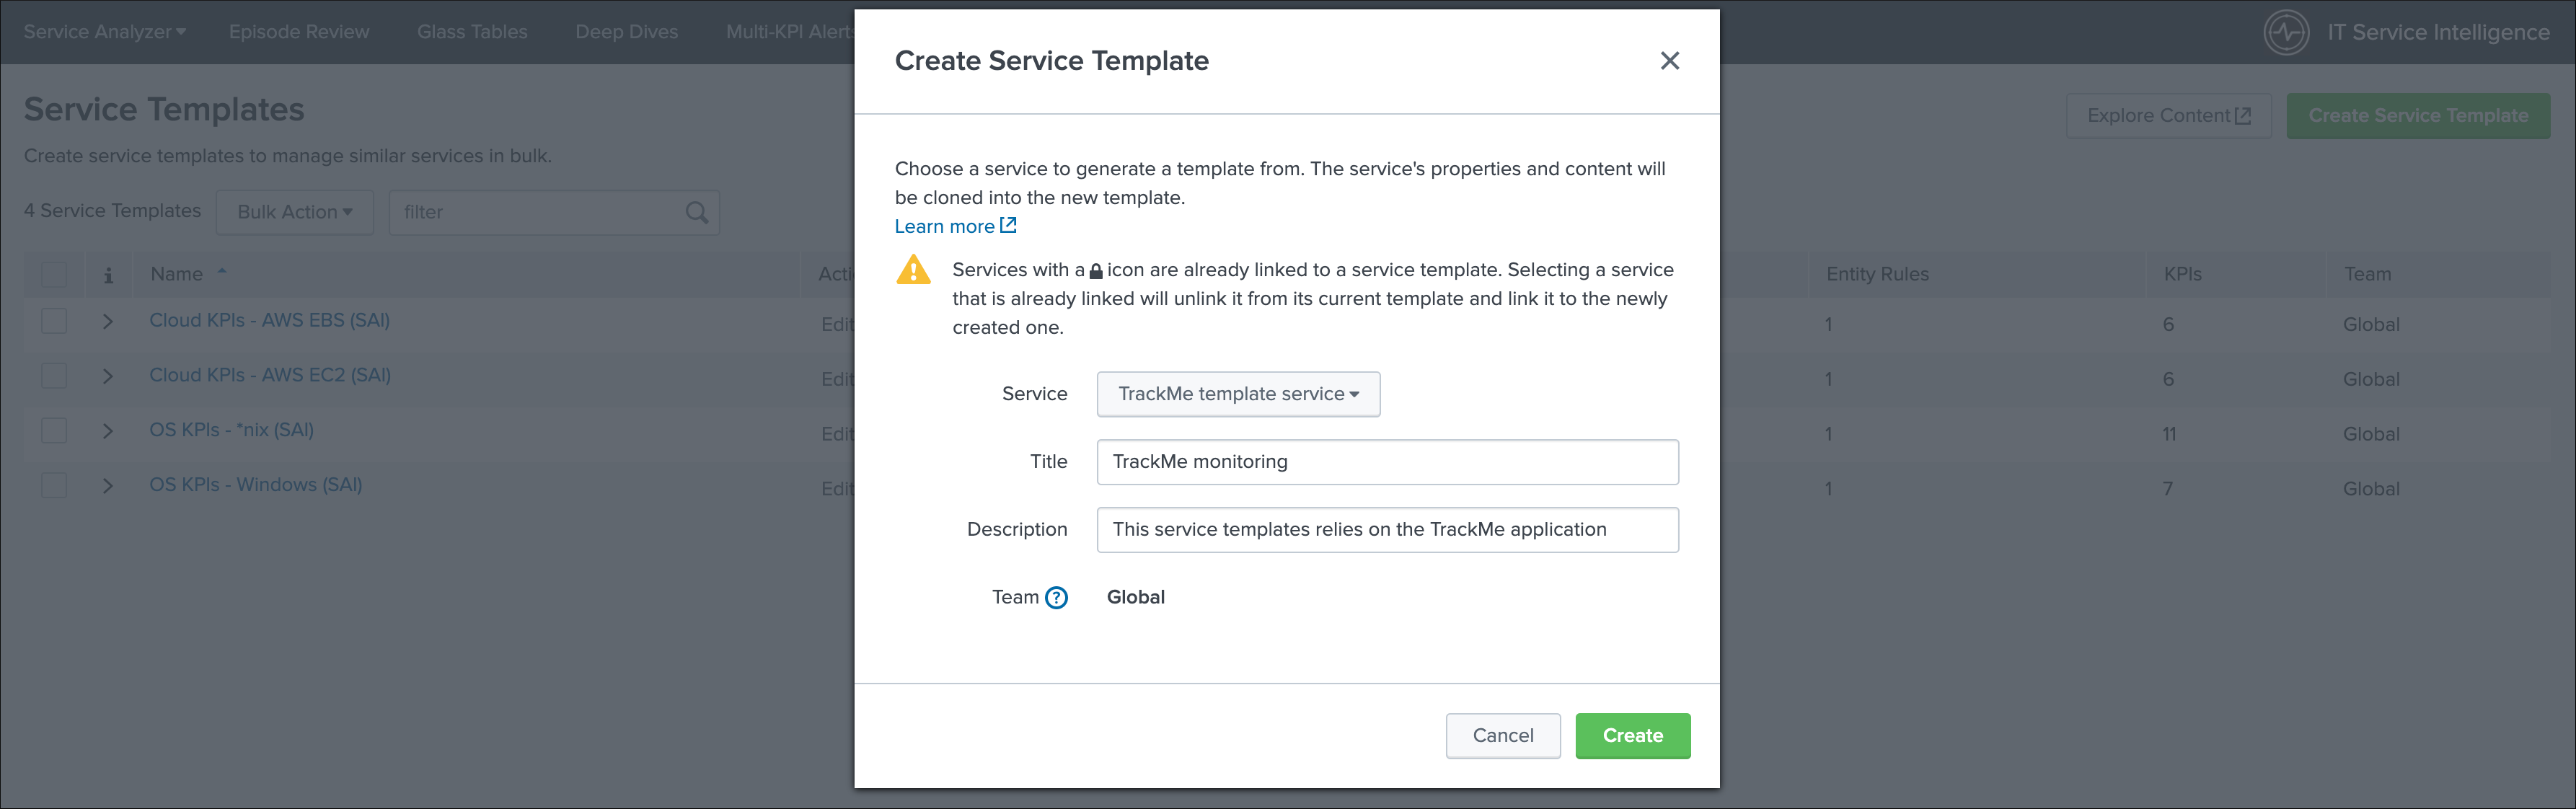 Service Analyzer Episode Review Glass Tables Deep Dives Multi-KPI Alerts IT Service Intelligence
Service Templates
Create service templates to manage similar services in bulk.
Explore Content Create Service Template
4 Service Templates Bulk Action filter
i Name Acti Entity Rules KPIs Team
Cloud KPIs - AWS EBS (SAI) Edit 1 6 Global
Cloud KPIs - AWS EC2 (SAI) Edit 1 6 Global
OS KPIs - *nix (SAI) Edit 1 11 Global
OS KPIs - Windows (SAI) Edit 1 7 Global
Create Service Template
Choose a service to generate a template from. The service's properties and content will
be cloned into the new template.
Learn more
Services with a icon are already linked to a service template. Selecting a service
that is already linked will unlink it from its current template and link it to the newly
created one.
Service TrackMe template service
Title TrackMe monitoring
Description This service templates relies on the TrackMe application
Team ? Global
Cancel Create